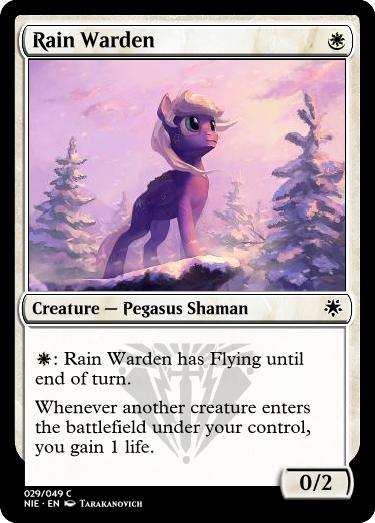 Rain Warden
Creature — Pegasus Shaman
: Rain Warden has Flying until
end of turn.
Whenever another creature enters
the battlefield under your control,
you gain 1 life.
029/049 C
NIE • EN Tarakanovich
0/2